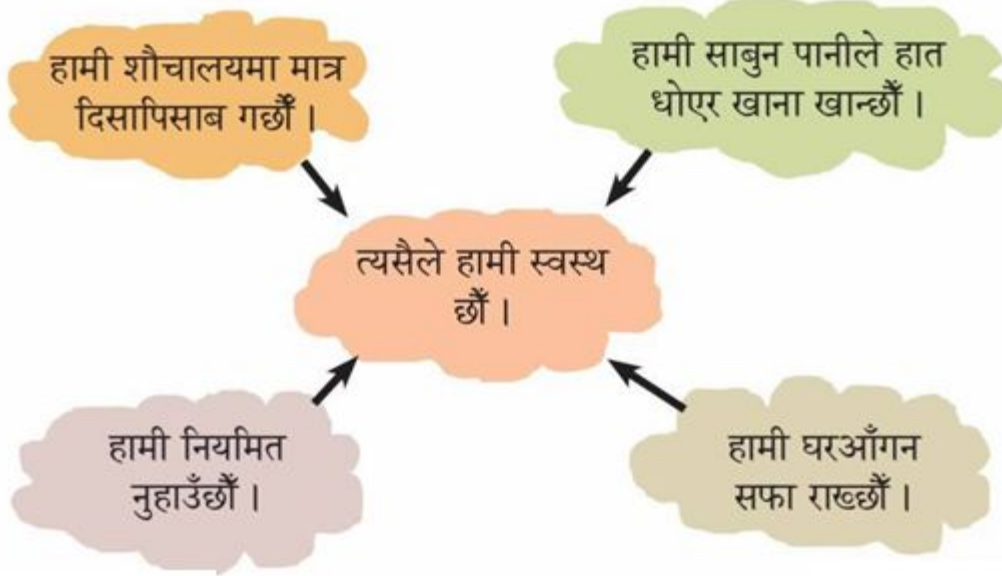 हामी शौचालयमा मात्र
दिसापिसाब गर्छौँ ।
हामी साबुन पानीले हात
धोएर खाना खान्छौँ ।
त्यसैले हामी स्वस्थ
छौँ ।
हामी नियमित
नुहाउँछौँ ।
हामी घरआँगन
सफा राख्छौँ ।